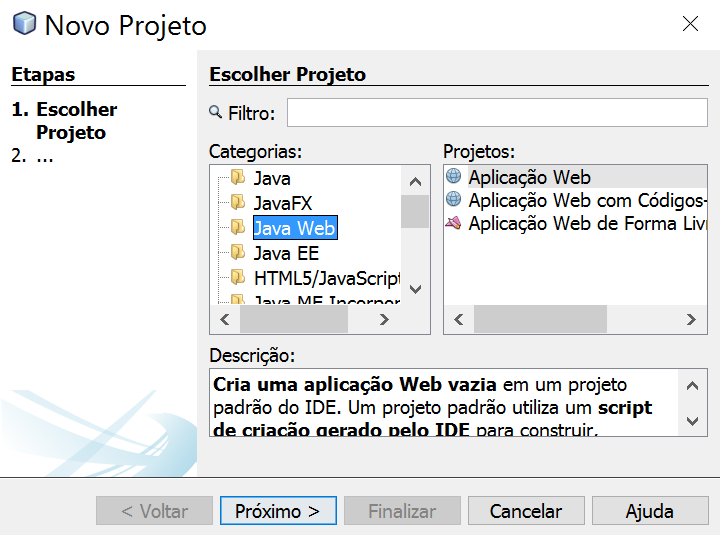 Novo Projeto
Etapas
1. Escolher
Projeto
2. ...
Escolher Projeto
Filtro:
Categorias:
Java
JavaFX
Java Web
Java EE
HTML5/JavaScript
Java ME Incorpor
Projetos:
Aplicação Web
Aplicação Web com Códigos-
Aplicação Web de Forma Liv
Descrição:
Cria uma aplicação Web vazia em um projeto
padrão do IDE. Um projeto padrão utiliza um script
de criação gerado pelo IDE para construir,
< Voltar
Próximo >
Finalizar
Cancelar
Ajuda